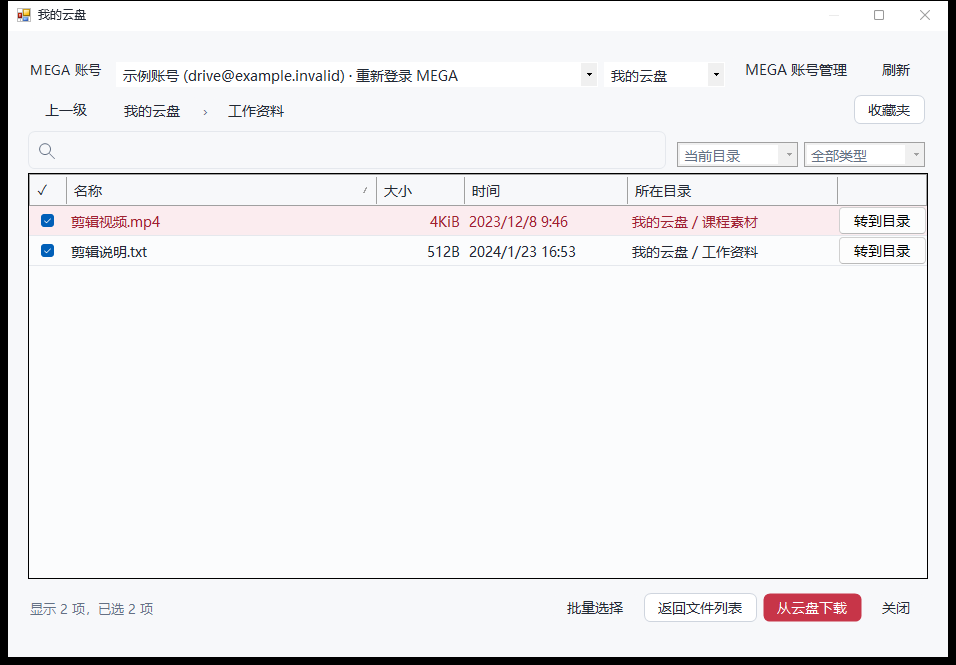 我的云盘
MEGA 账号 示例账号 (drive@example.invalid) · 重新登录 MEGA 我的云盘 MEGA 账号管理 刷新
上一级 我的云盘 › 工作资料 收藏夹
当前目录 全部类型
✓ 名称 大小 时间 所在目录
剪辑视频.mp4 4KiB 2023/12/8 9:46 我的云盘 / 课程素材 转到目录
剪辑说明.txt 512B 2024/1/23 16:53 我的云盘 / 工作资料 转到目录
显示 2 项，已选 2 项 批量选择 返回文件列表 从云盘下载 关闭